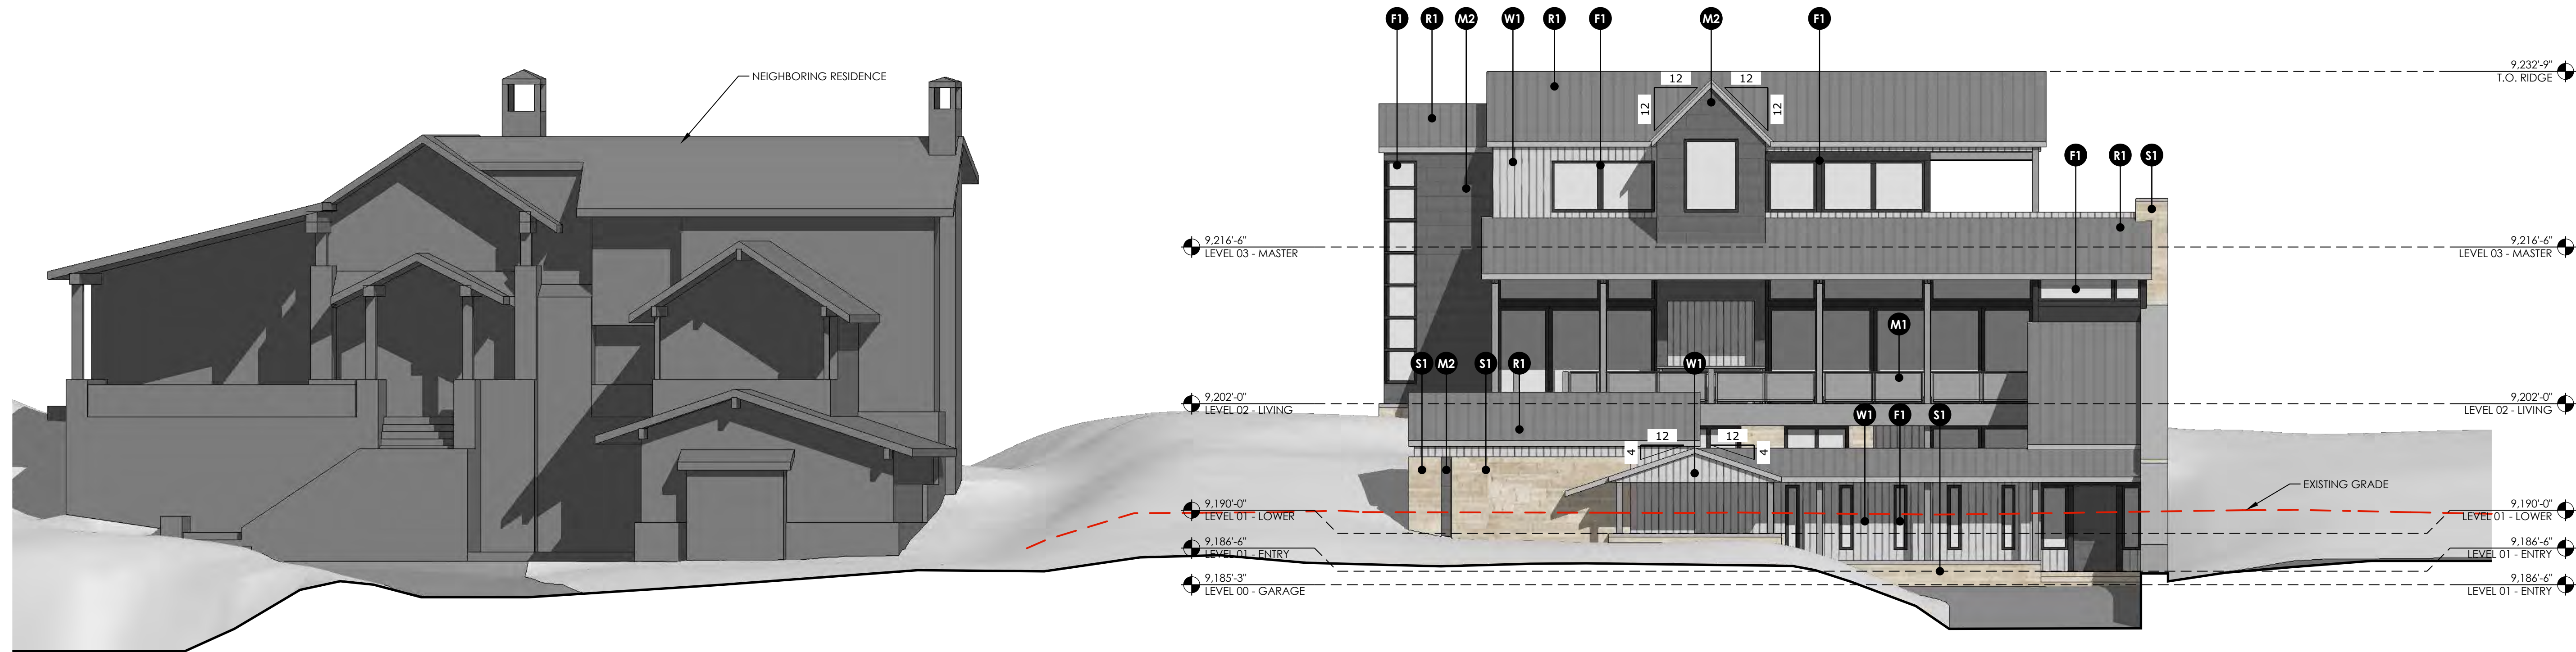 F1 R1 M2 W1 R1 F1 M2 F1
NEIGHBORING RESIDENCE
9,232'-9"
T.O. RIDGE
12 12
12 12
F1 R1 S1
9,216'-6"
LEVEL 03 - MASTER
9,216'-6"
LEVEL 03 - MASTER
M1
S1 M2 S1 R1 W1
9,202'-0"
LEVEL 02 - LIVING
9,202'-0"
LEVEL 02 - LIVING
W1 F1 S1
12 12
4 4
EXISTING GRADE
9,190'-0"
LEVEL 01 - LOWER
9,190'-0"
LEVEL 01 - LOWER
9,186'-6"
LEVEL 01 - ENTRY
9,186'-6"
LEVEL 01 - ENTRY
9,185'-3"
LEVEL 00 - GARAGE
9,186'-6"
LEVEL 01 - ENTRY